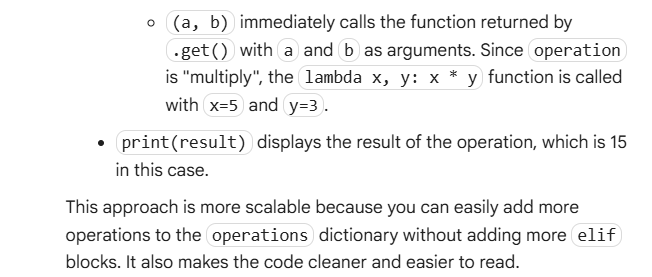 (a, b) immediately calls the function returned by
.get() with a and b as arguments. Since operation
is "multiply", the lambda x, y: x * y function is called
with x=5 and y=3.
print(result) displays the result of the operation, which is 15
in this case.
This approach is more scalable because you can easily add more
operations to the operations dictionary without adding more elif
blocks. It also makes the code cleaner and easier to read.